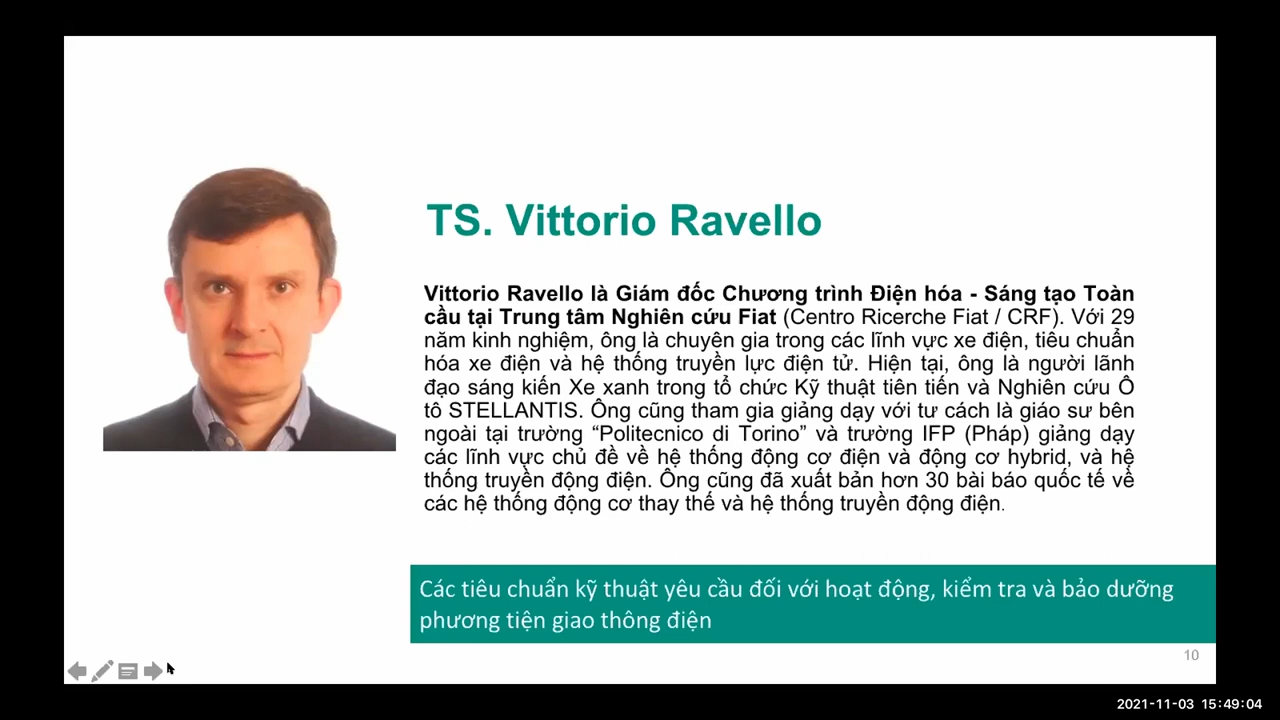 TS. Vittorio Ravello
Vittorio Ravello là Giám đốc Chương trình Điện hóa - Sáng tạo Toàn
cầu tại Trung tâm Nghiên cứu Fiat (Centro Ricerche Fiat / CRF). Với 29
năm kinh nghiệm, ông là chuyên gia trong các lĩnh vực xe điện, tiêu chuẩn
hóa xe điện và hệ thống truyền lực điện tử. Hiện tại, ông là người lãnh
đạo sáng kiến Xe xanh trong tổ chức Kỹ thuật tiên tiến và Nghiên cứu Ô
tô STELLANTIS. Ông cũng tham gia giảng dạy với tư cách là giáo sư bên
ngoài tại trường “Politecnico di Torino” và trường IFP (Pháp) giảng dạy
các lĩnh vực chủ đề về hệ thống động cơ điện và động cơ hybrid, và hệ
thống truyền động điện. Ông cũng đã xuất bản hơn 30 bài báo quốc tế về
các hệ thống động cơ thay thế và hệ thống truyền động điện.
Các tiêu chuẩn kỹ thuật yêu cầu đối với hoạt động, kiểm tra và bảo dưỡng
phương tiện giao thông điện
10
2021-11-03 15:49:04